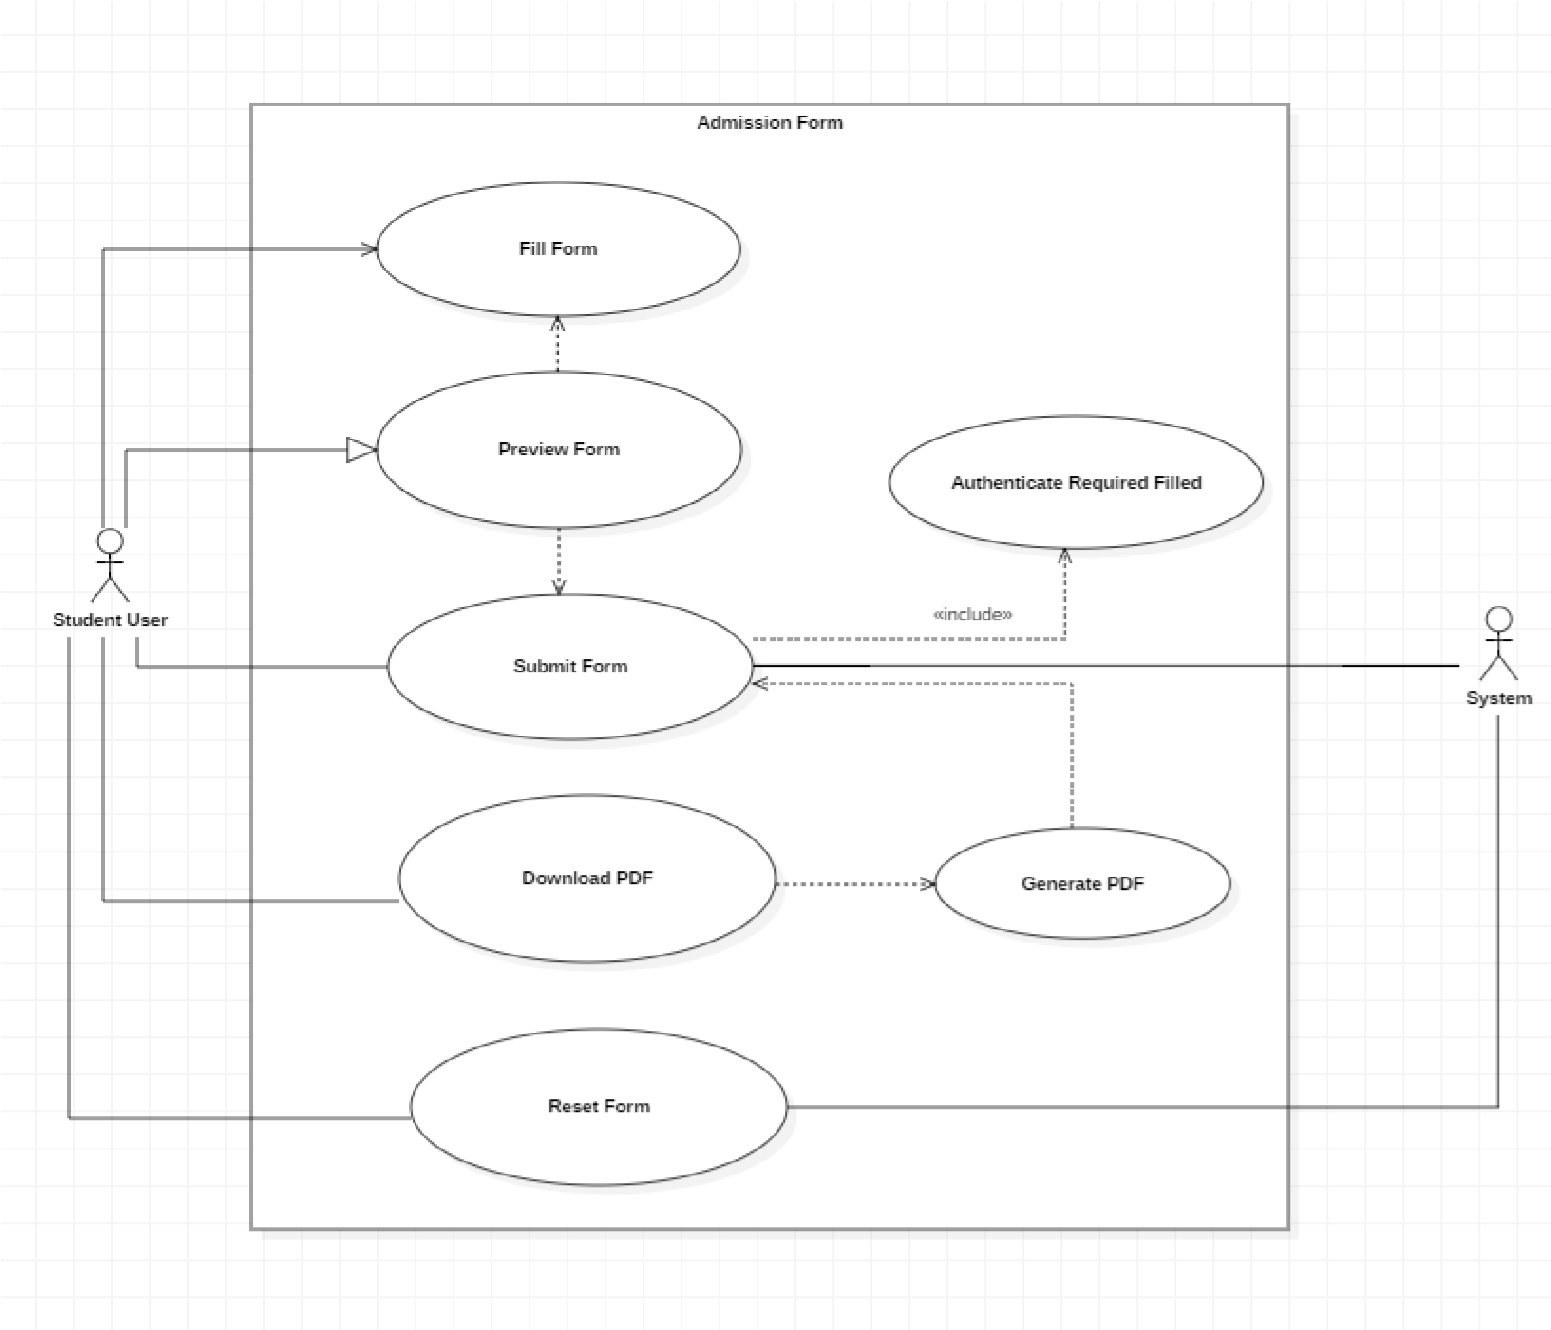 Admission Form
Fill Form
Preview Form
Authenticate Required Filled
«include»
Student User
Submit Form
System
Download PDF
Generate PDF
Reset Form